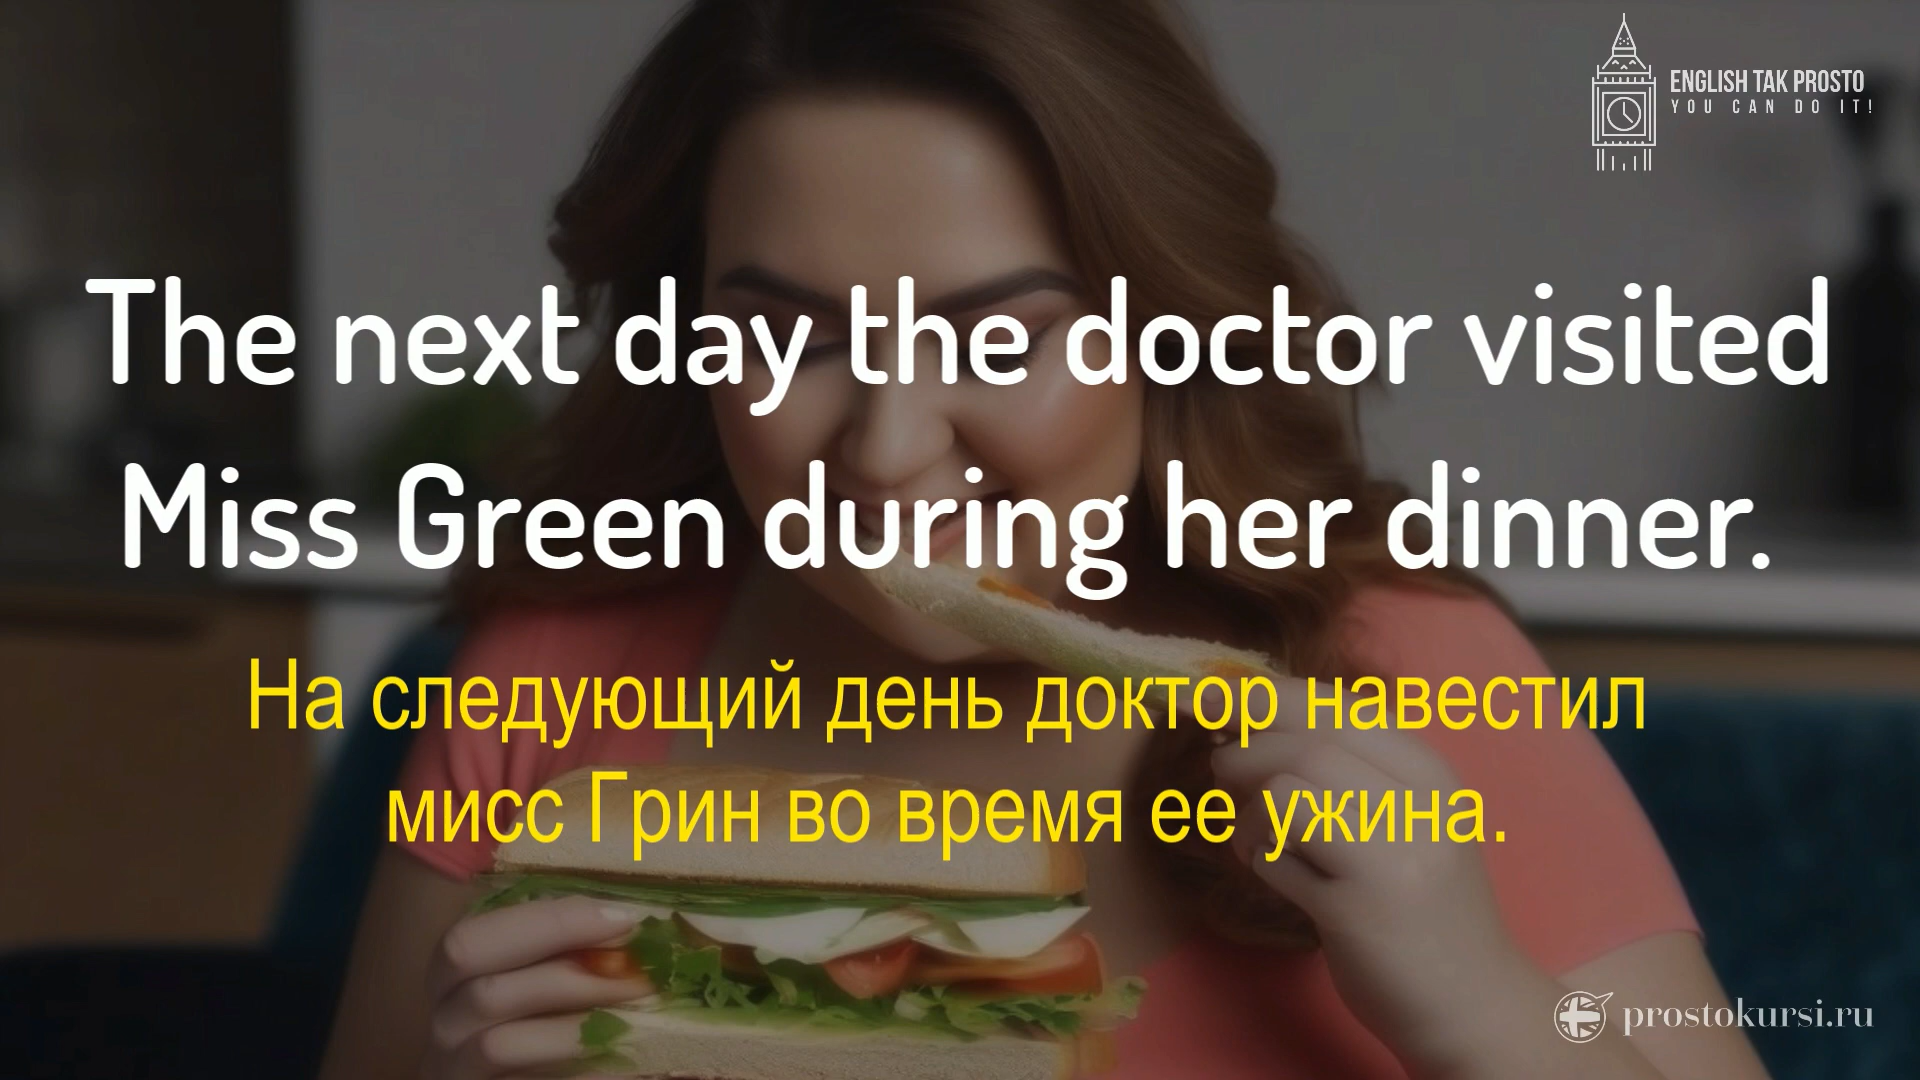 ENGLISH TAK PROSTO
YOU CAN DO IT!
The next day the doctor visited
Miss Green during her dinner.
На следующий день доктор навестил
мисс Грин во время ее ужина.
prostokursi.ru